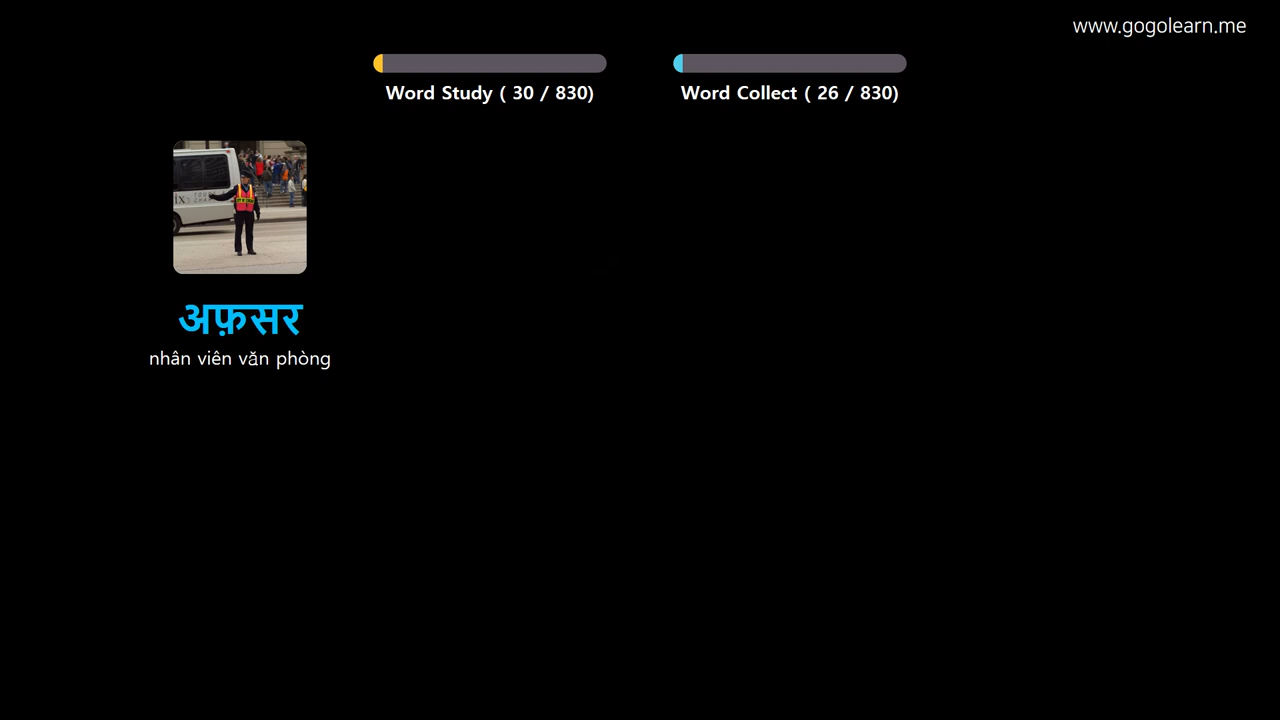 www.gogolearn.me
Word Study ( 30 / 830)
Word Collect ( 26 / 830)
अफ़सर
nhân viên văn phòng